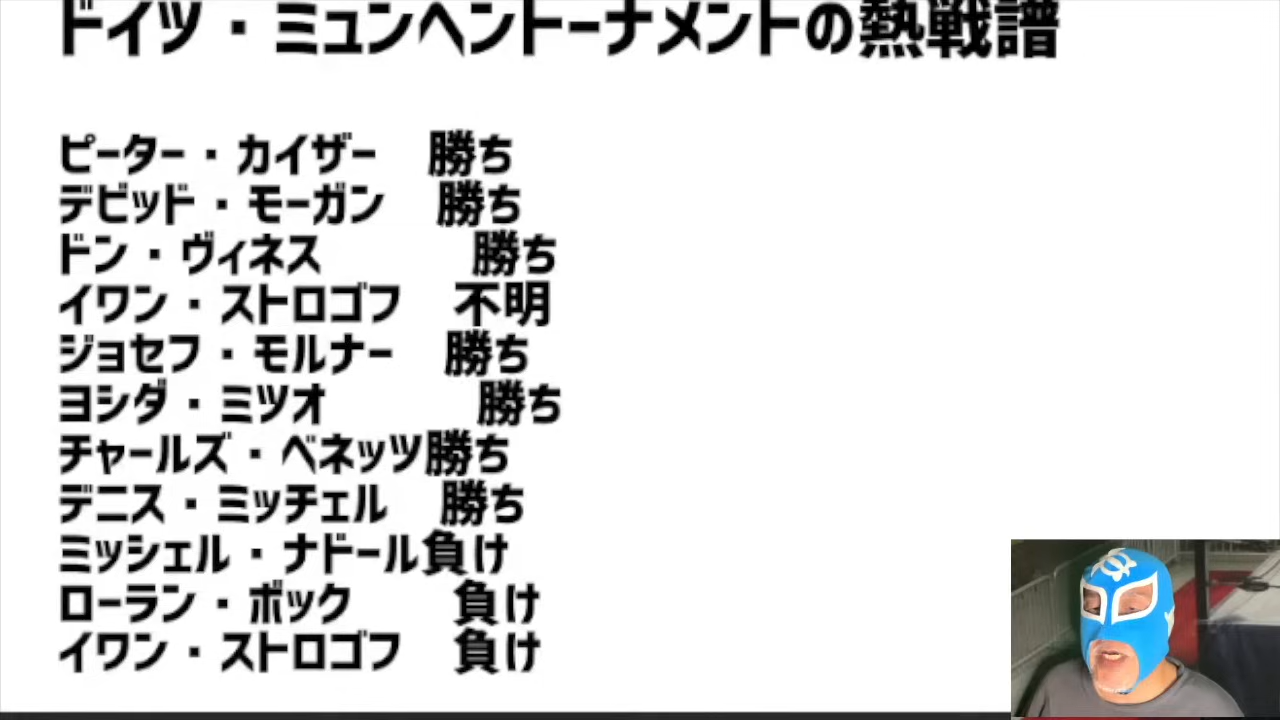 ドイツ・ミュンヘントーナメントの熱戦譜
ピーター・カイザー　勝ち
デビッド・モーガン　勝ち
ドン・ヴィネス　勝ち
イワン・ストロゴフ　不明
ジョセフ・モルナー　勝ち
ヨシダ・ミツオ　勝ち
チャールズ・ベネッツ勝ち
デニス・ミッチェル　勝ち
ミッシェル・ナドール負け
ローラン・ボック　負け
イワン・ストロゴフ　負け